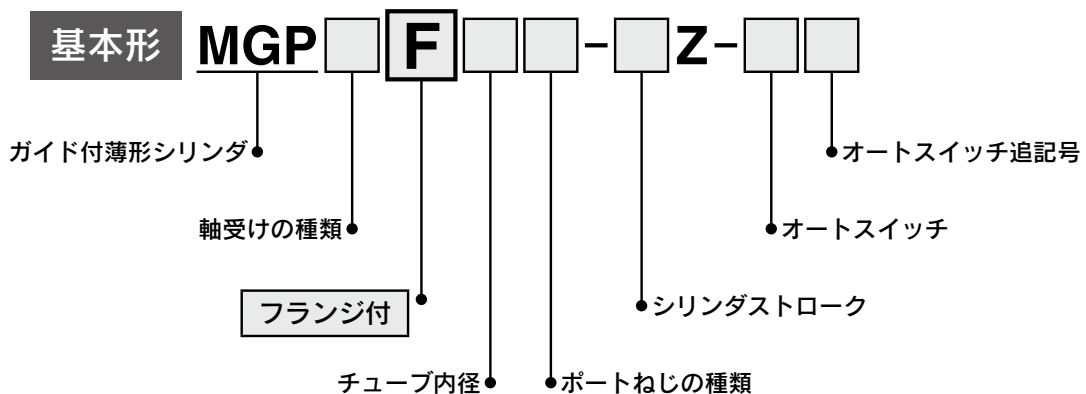 基本形 MGP F - Z -
ガイド付薄形シリンダ
オートスイッチ追記号
軸受けの種類
オートスイッチ
フランジ付
シリンダストローク
チューブ内径
ポートねじの種類